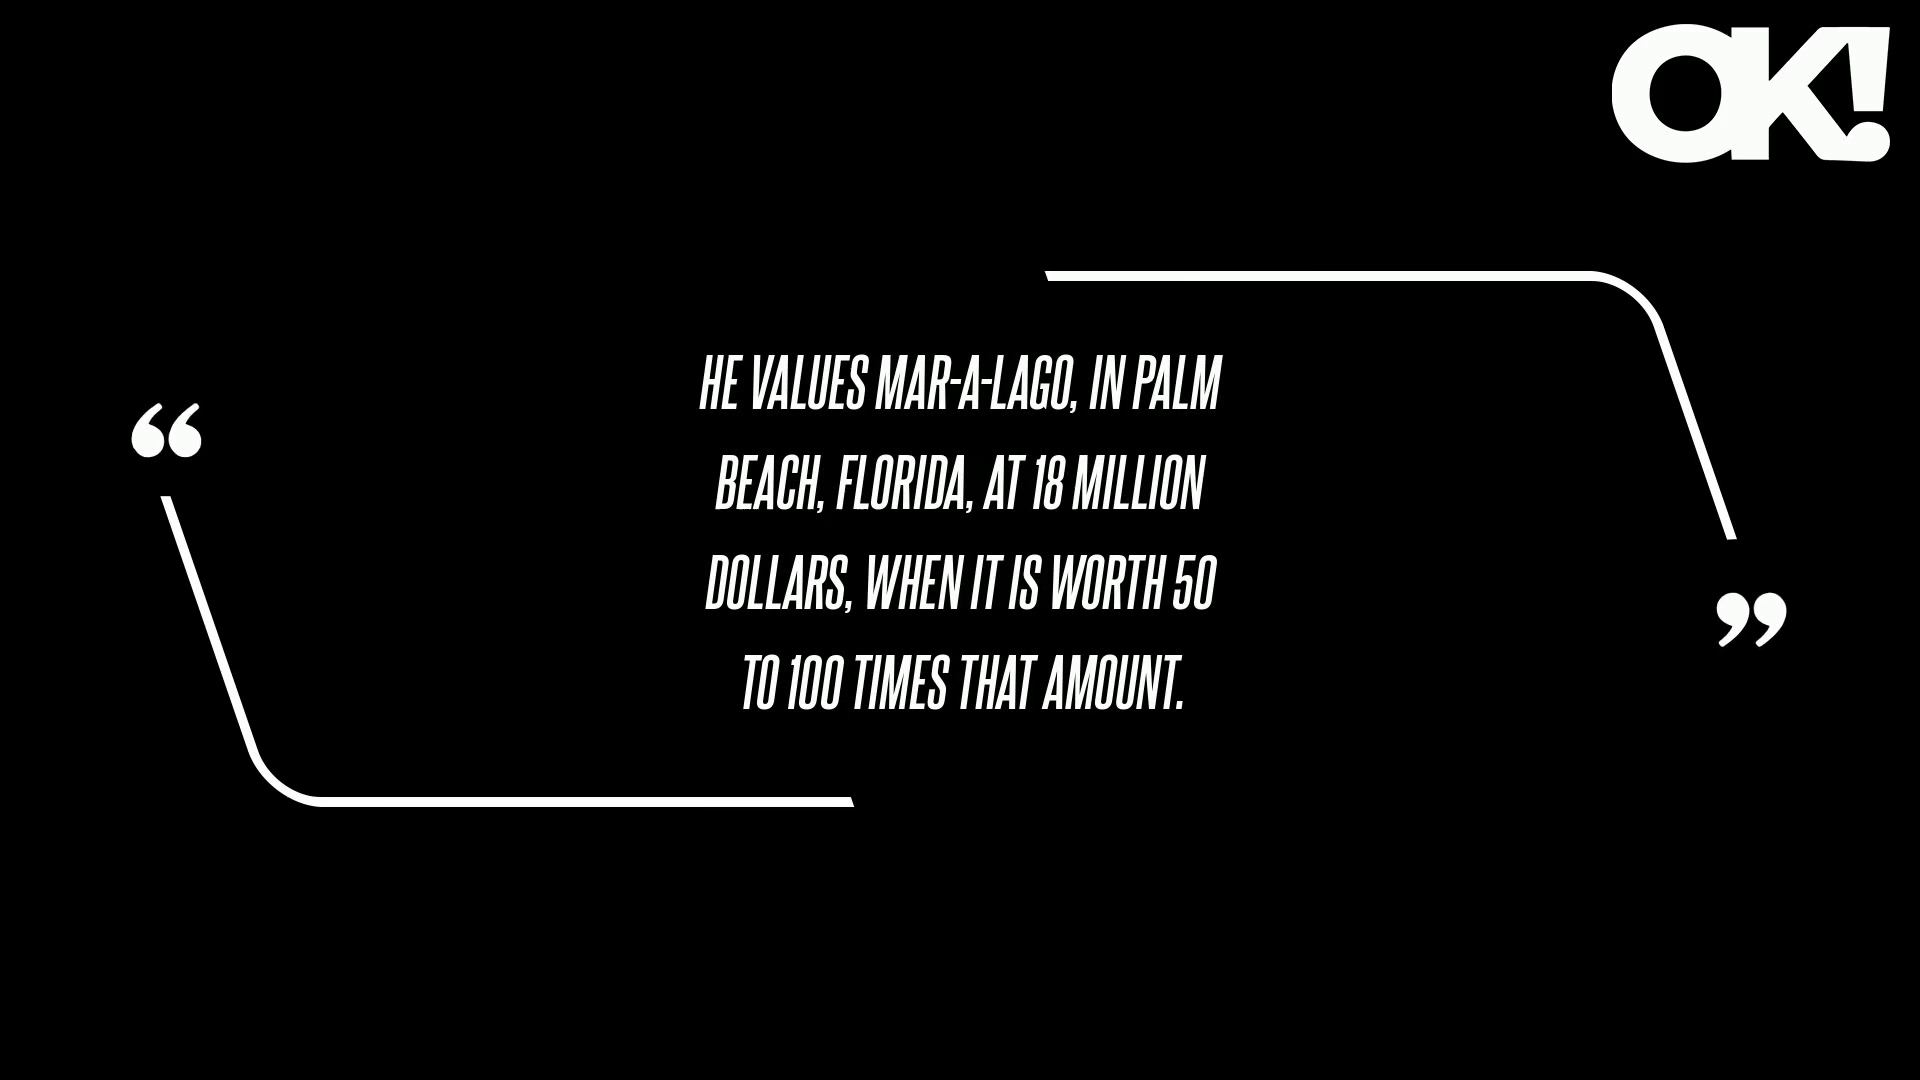 OK!
“
HE VALUES MAR-A-LAGO, IN PALM
BEACH, FLORIDA, AT 18 MILLION
DOLLARS, WHEN IT IS WORTH 50
TO 100 TIMES THAT AMOUNT.
”